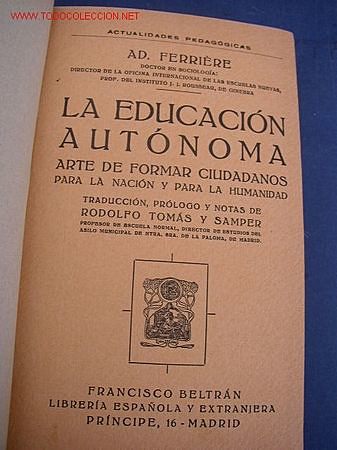 WWW.TODOCOLECCION.NET
ACTUALIDADES PEDAGÓGICAS
AD. FERRIÈRE
DOCTOR EN SOCIOLOGÍA:
DIRECTOR DE LA OFICINA INTERNACIONAL DE LAS ESCUELAS NUEVAS,
PROF. DEL INSTITUTO J. J. ROUSSEAU, DE GINEBRA
LA EDUCACIÓN
AUTÓNOMA
ARTE DE FORMAR CIUDADANOS
PARA LA NACIÓN Y PARA LA HUMANIDAD
TRADUCCIÓN, PRÓLOGO Y NOTAS DE
RODOLFO TOMÁS Y SAMPER
PROFESOR DE ESCUELA NORMAL, DIRECTOR DE ESTUDIOS DEL
ASILO MUNICIPAL DE NTRA. SRA. DE LA PALOMA, DE MADRID.
FRANCISCO BELTRÁN
LIBRERÍA ESPAÑOLA Y EXTRANJERA
PRÍNCIPE, 16 - MADRID